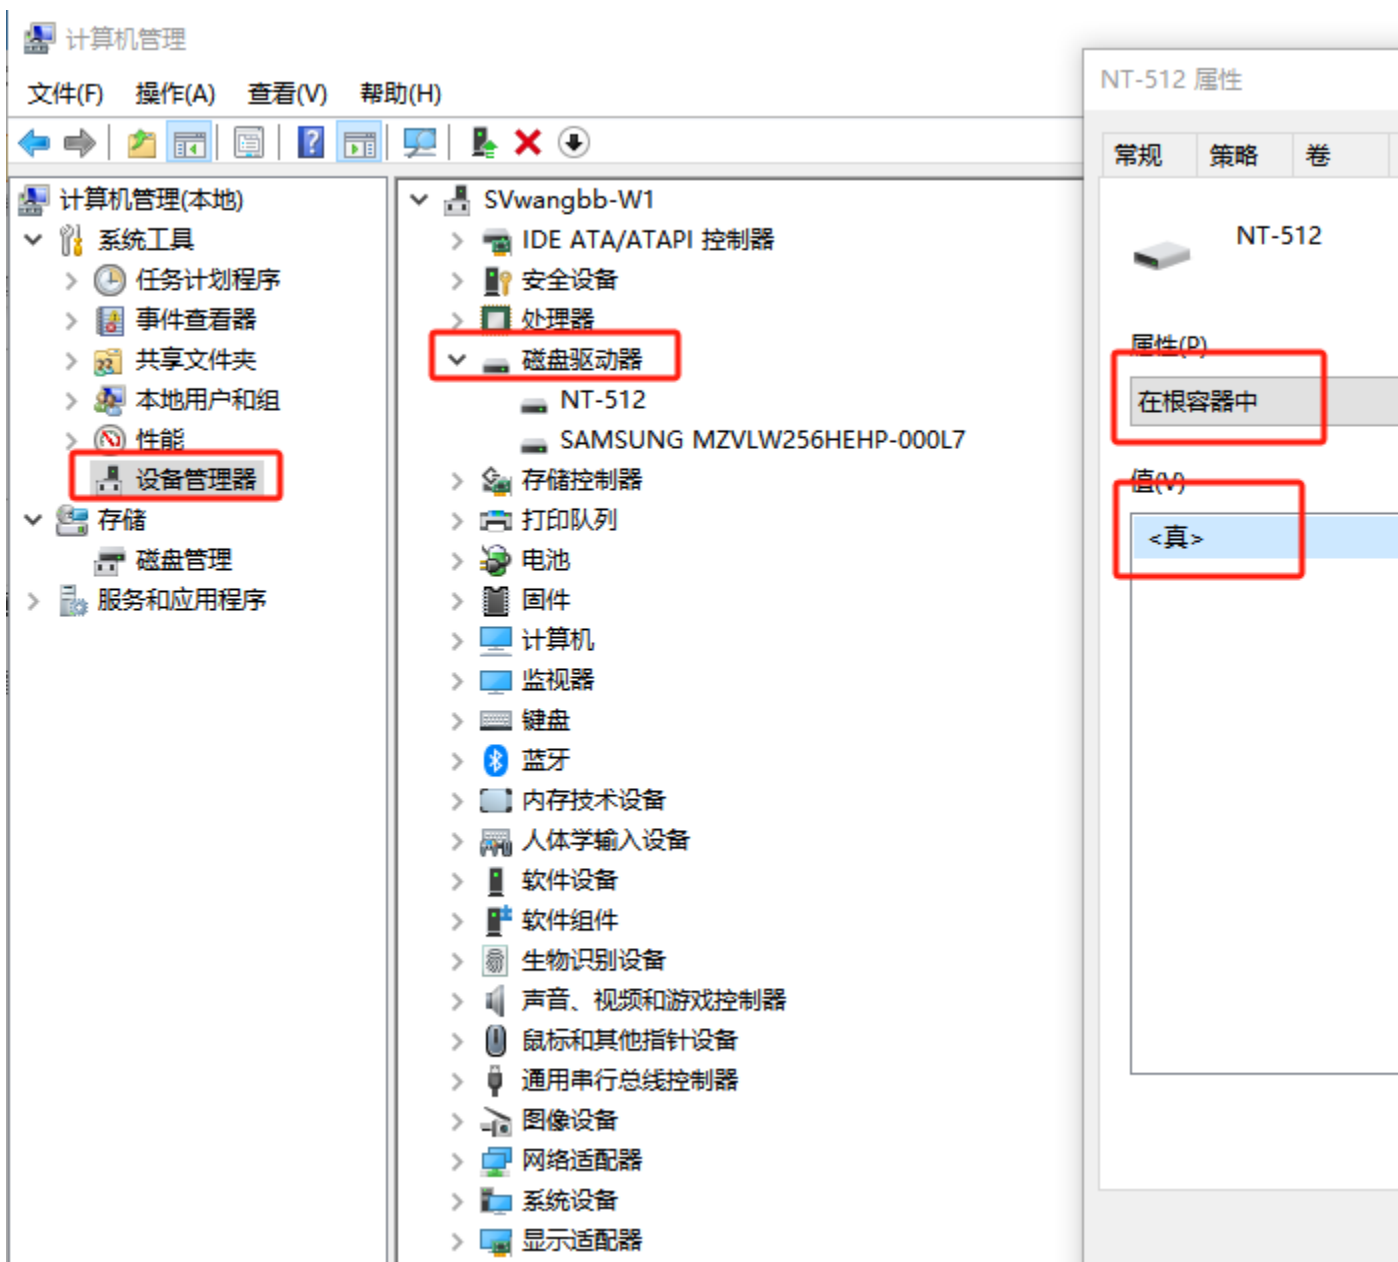 计算机管理
文件(F) 操作(A) 查看(V) 帮助(H)
计算机管理(本地)
系统工具
任务计划程序
事件查看器
共享文件夹
本地用户和组
性能
设备管理器
存储
磁盘管理
服务和应用程序
SVwangbb-W1
IDE ATA/ATAPI 控制器
安全设备
处理器
磁盘驱动器
NT-512
SAMSUNG MZVLW256HEHP-000L7
存储控制器
打印队列
电池
固件
计算机
监视器
键盘
蓝牙
内存技术设备
人体学输入设备
软件设备
软件组件
生物识别设备
声音、视频和游戏控制器
鼠标和其他指针设备
通用串行总线控制器
图像设备
网络适配器
系统设备
显示适配器
NT-512 属性
常规 策略 卷
NT-512
属性(P)
在根容器中
值(V)
<真>